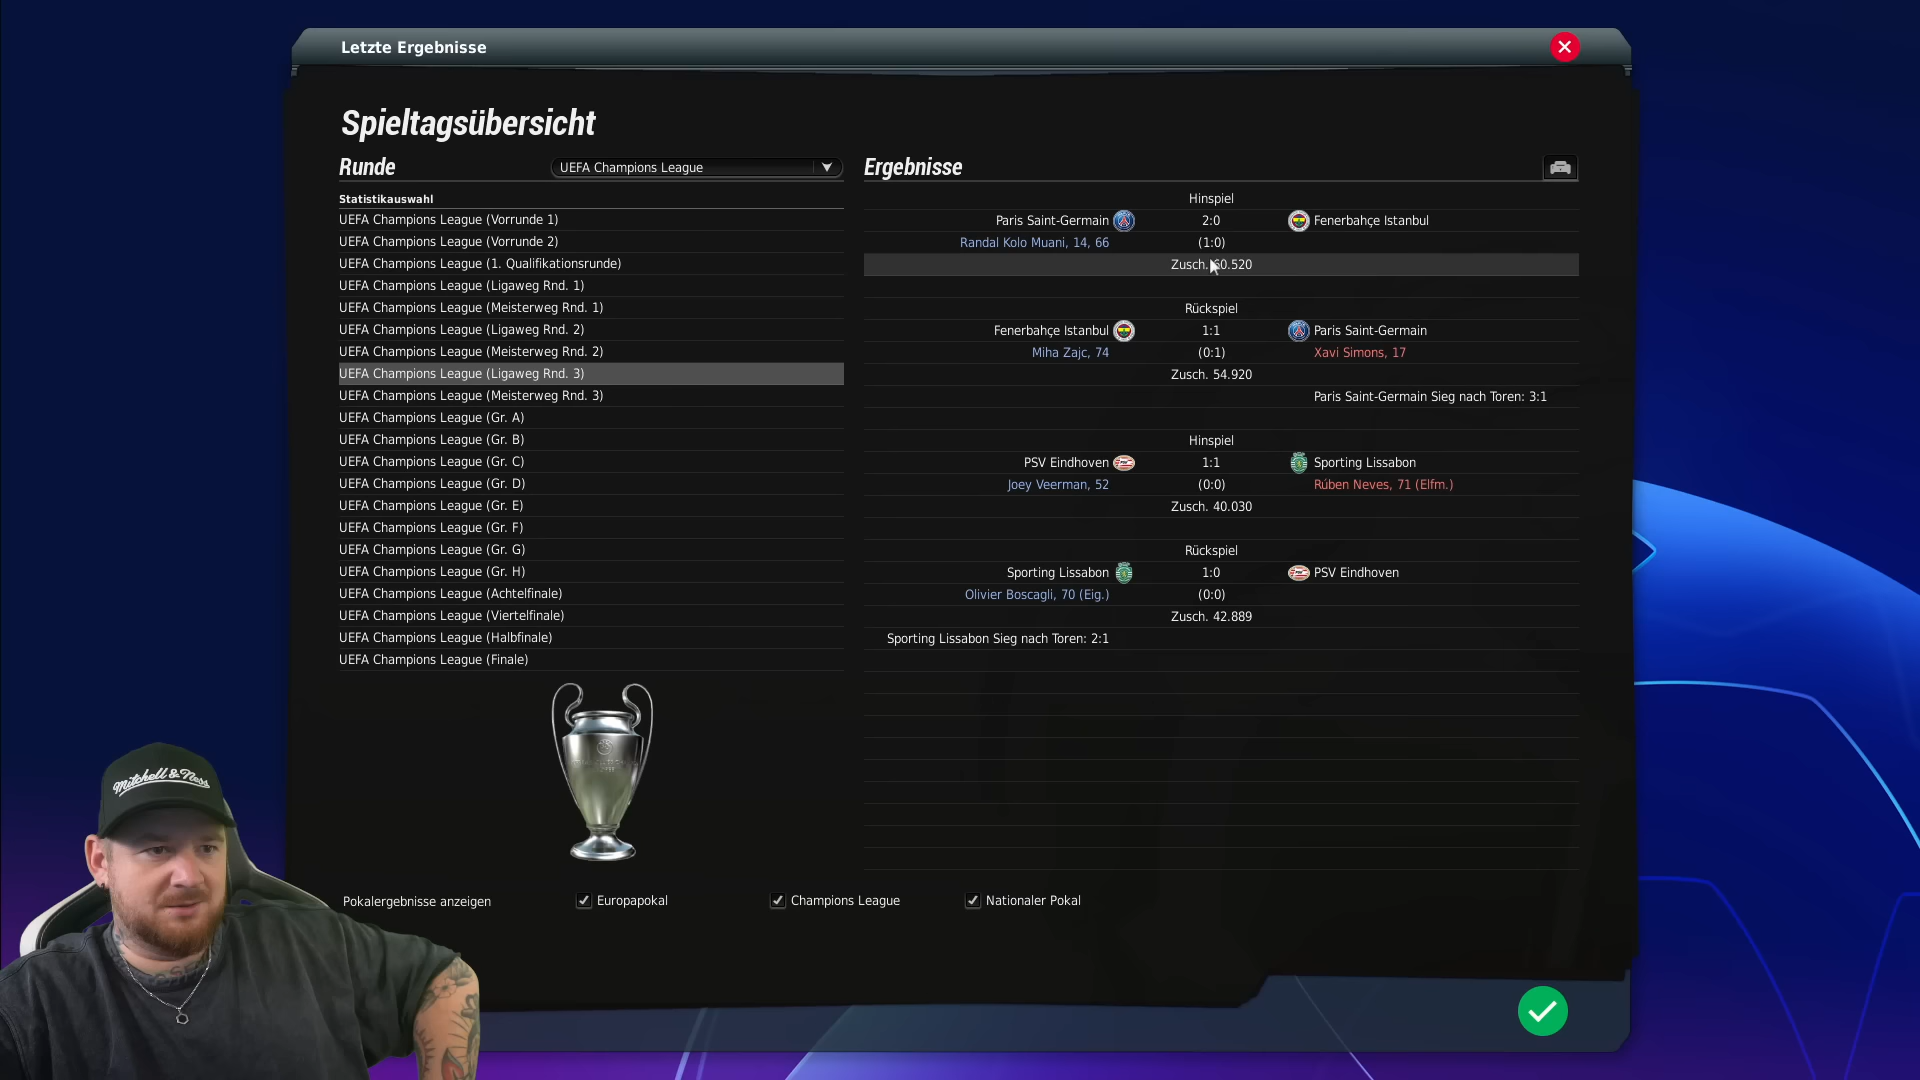 Letzte Ergebnisse
Spieltagsübersicht
Runde
UEFA Champions League
Statistikauswahl
UEFA Champions League (Vorrunde 1)
UEFA Champions League (Vorrunde 2)
UEFA Champions League (1. Qualifikationsrunde)
UEFA Champions League (Ligaweg Rnd. 1)
UEFA Champions League (Meisterweg Rnd. 1)
UEFA Champions League (Ligaweg Rnd. 2)
UEFA Champions League (Meisterweg Rnd. 2)
UEFA Champions League (Ligaweg Rnd. 3)
UEFA Champions League (Meisterweg Rnd. 3)
UEFA Champions League (Gr. A)
UEFA Champions League (Gr. B)
UEFA Champions League (Gr. C)
UEFA Champions League (Gr. D)
UEFA Champions League (Gr. E)
UEFA Champions League (Gr. F)
UEFA Champions League (Gr. G)
UEFA Champions League (Gr. H)
UEFA Champions League (Achtelfinale)
UEFA Champions League (Viertelfinale)
UEFA Champions League (Halbfinale)
UEFA Champions League (Finale)
Ergebnisse
Hinspiel
Paris Saint-Germain 2:0 Fenerbahçe Istanbul
Randal Kolo Muani, 14, 66 (1:0)
Zusch. 60.520
Rückspiel
Fenerbahçe Istanbul 1:1 Paris Saint-Germain
Miha Zajc, 74 (0:1) Xavi Simons, 17
Zusch. 54.920
Paris Saint-Germain Sieg nach Toren: 3:1
Hinspiel
PSV Eindhoven 1:1 Sporting Lissabon
Joey Veerman, 52 (0:0) Rúben Neves, 71 (Elfm.)
Zusch. 40.030
Rückspiel
Sporting Lissabon 1:0 PSV Eindhoven
Olivier Boscagli, 70 (Eig.) (0:0)
Zusch. 42.889
Sporting Lissabon Sieg nach Toren: 2:1
Pokalergebnisse anzeigen Europapokal Champions League Nationaler Pokal
Mitchell & Ness